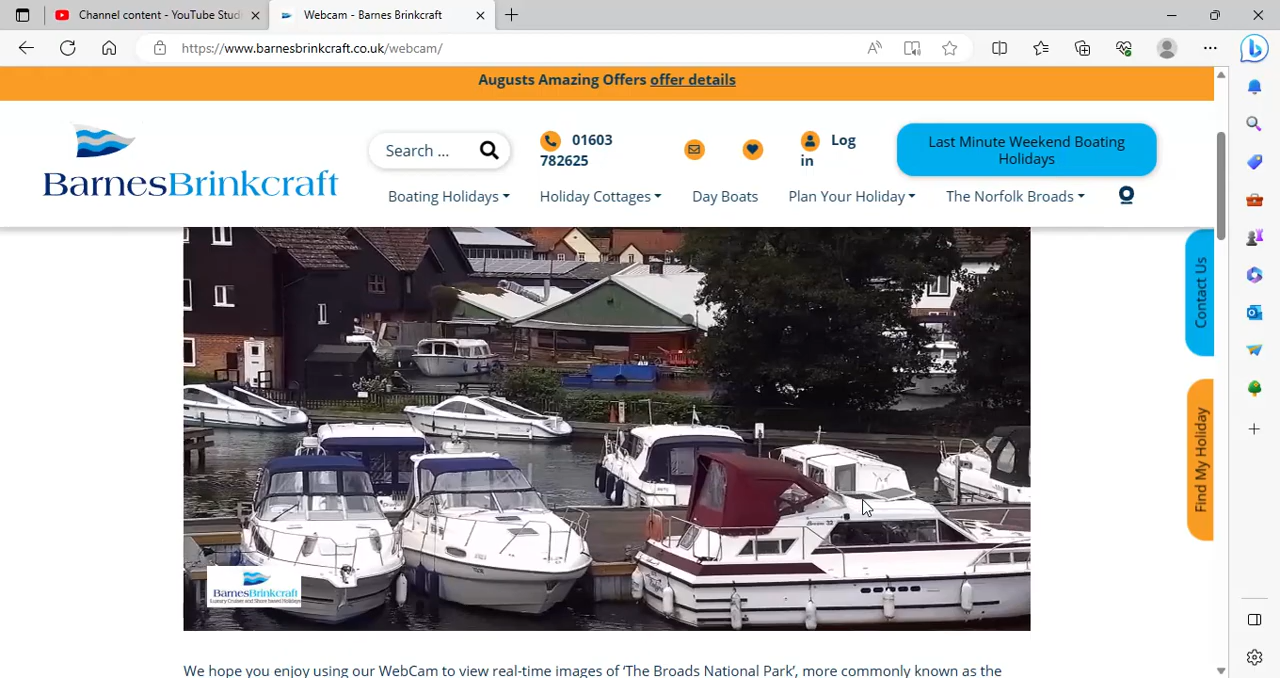 Channel content - YouTube Stud
Webcam - Barnes Brinkcraft
https://www.barnesbrinkcraft.co.uk/webcam/
Augusts Amazing Offers offer details
BarnesBrinkcraft
Search ...
01603
782625
Log
in
Last Minute Weekend Boating
Holidays
Boating Holidays
Holiday Cottages
Day Boats
Plan Your Holiday
The Norfolk Broads
Contact Us
Find My Holiday
BarnesBrinkcraft
We hope you enjoy using our WebCam to view real-time images of ‘The Broads National Park’, more commonly known as the